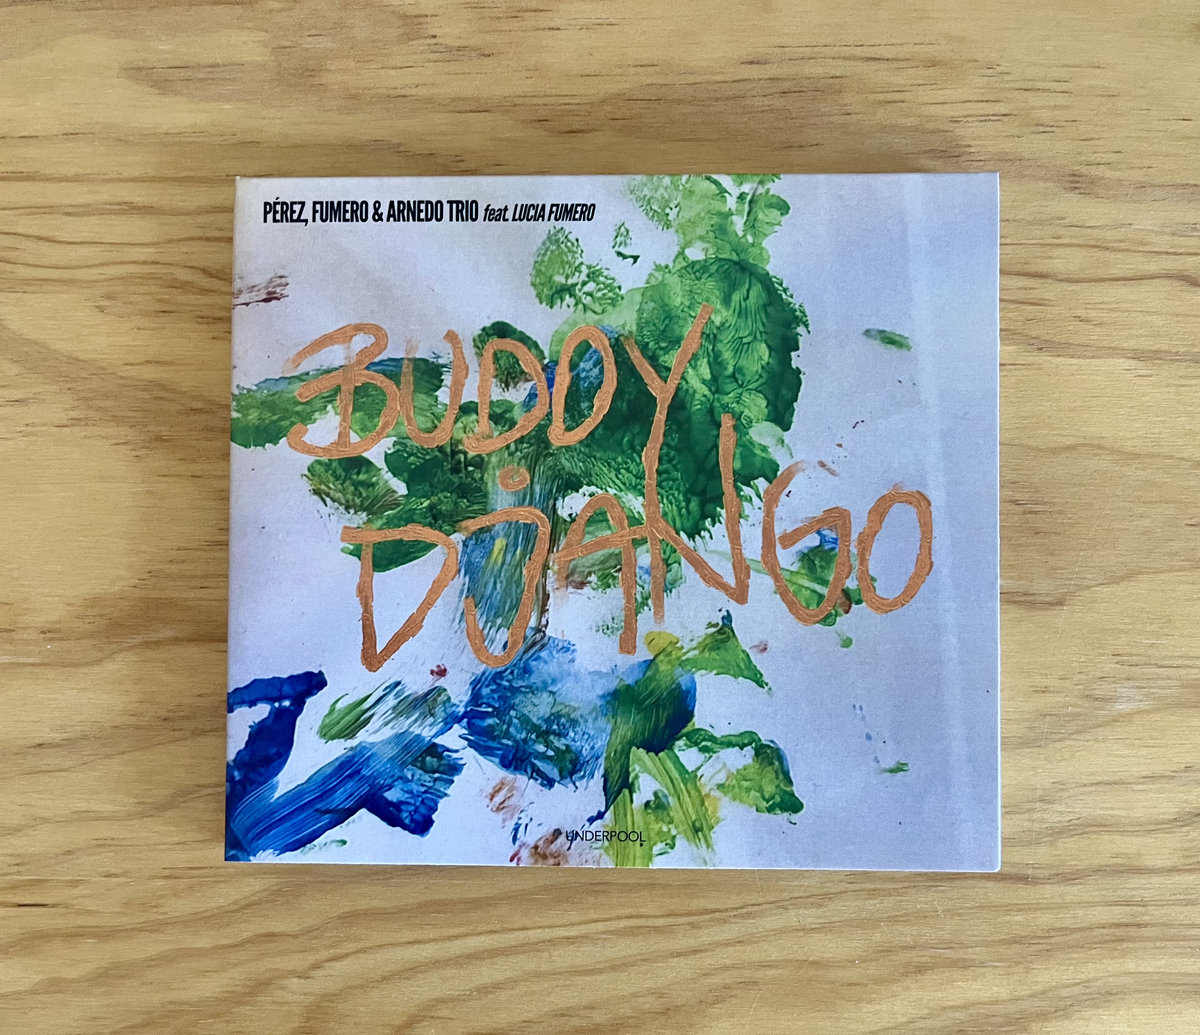 PÉREZ, FUMERO & ARNEDO TRIO feat. LUCIA FUMERO
BUDDY
DjANGO
UNDERPOOL